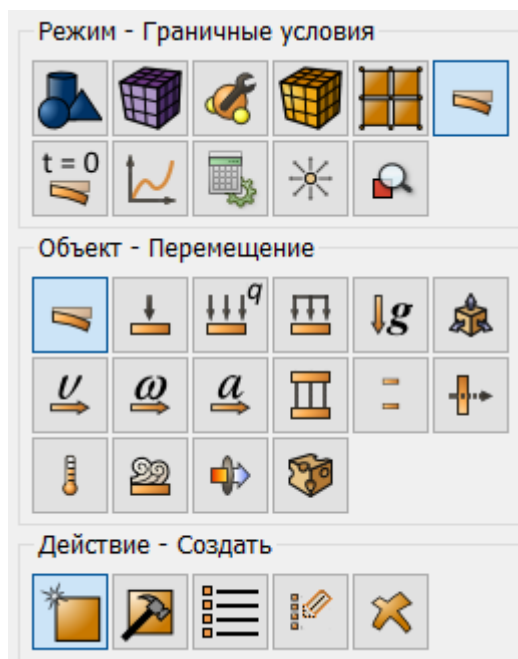 Режим - Граничные условия
t = 0
Объект - Перемещение
q
g
υ ω a
Действие - Создать